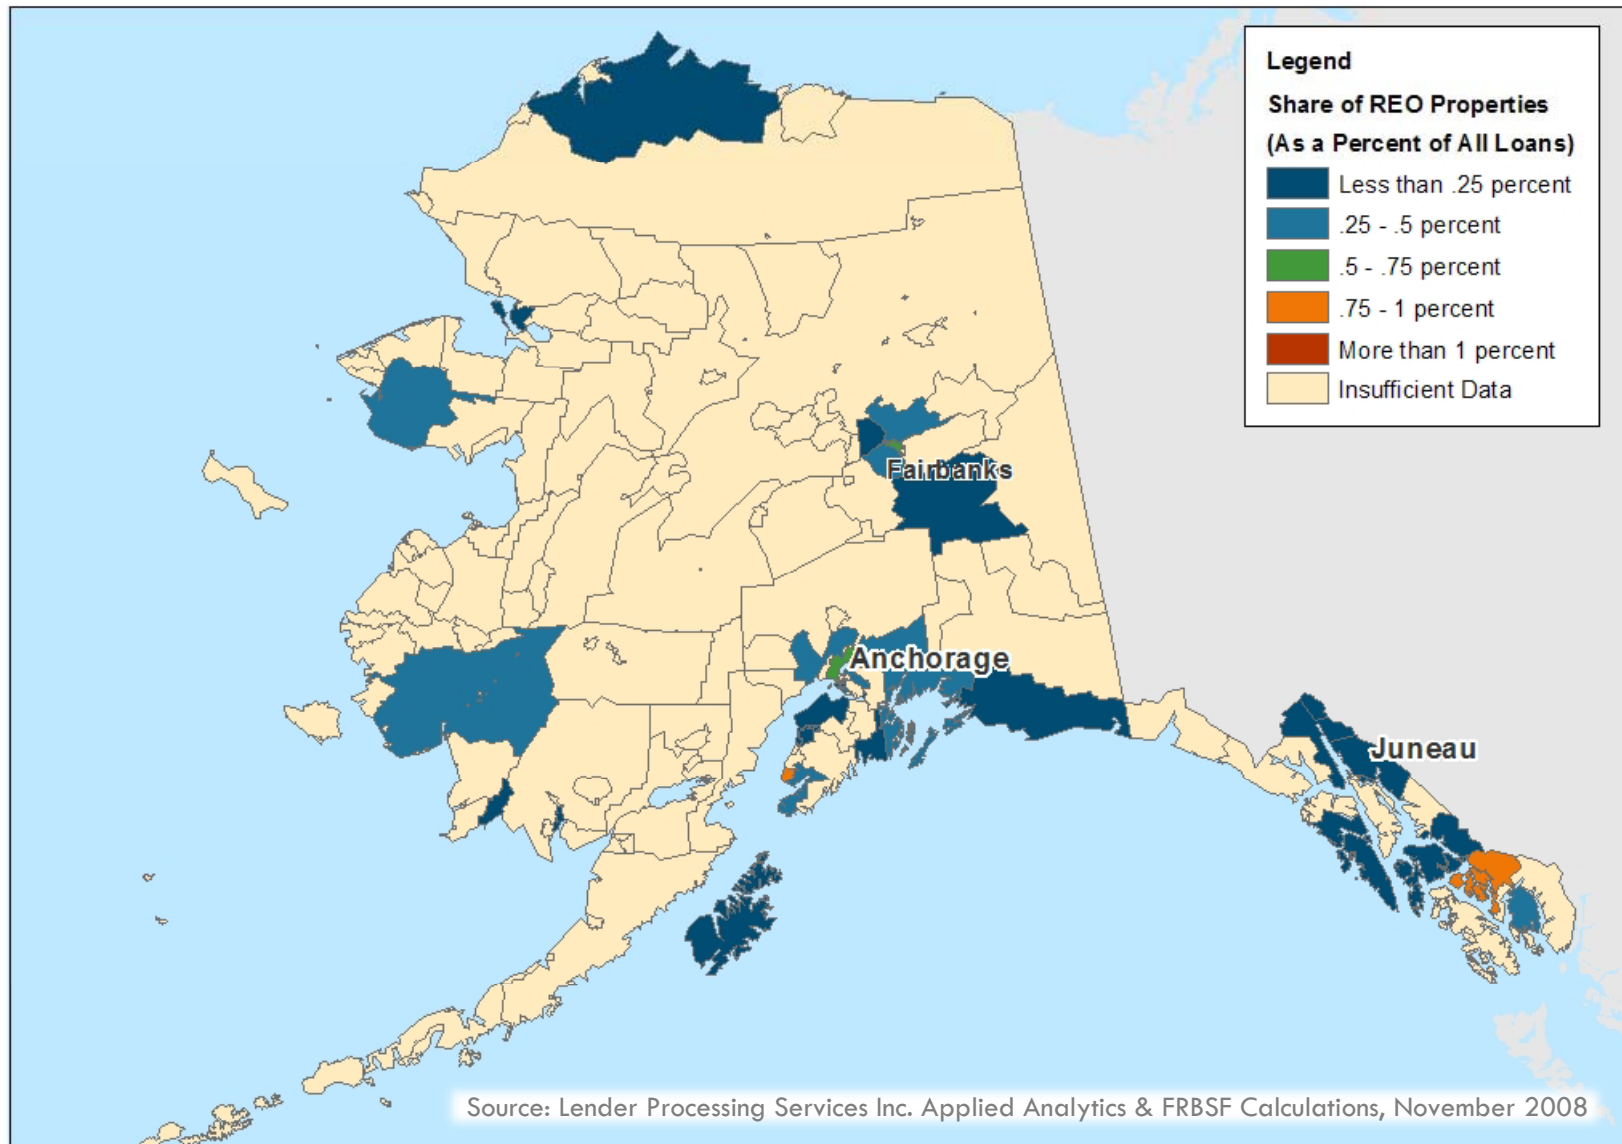 Legend
Share of REO Properties
(As a Percent of All Loans)
Less than .25 percent
.25 - .5 percent
.5 - .75 percent
.75 - 1 percent
More than 1 percent
Insufficient Data
Fairbanks
Anchorage
Juneau
Source: Lender Processing Services Inc. Applied Analytics & FRBSF Calculations, November 2008